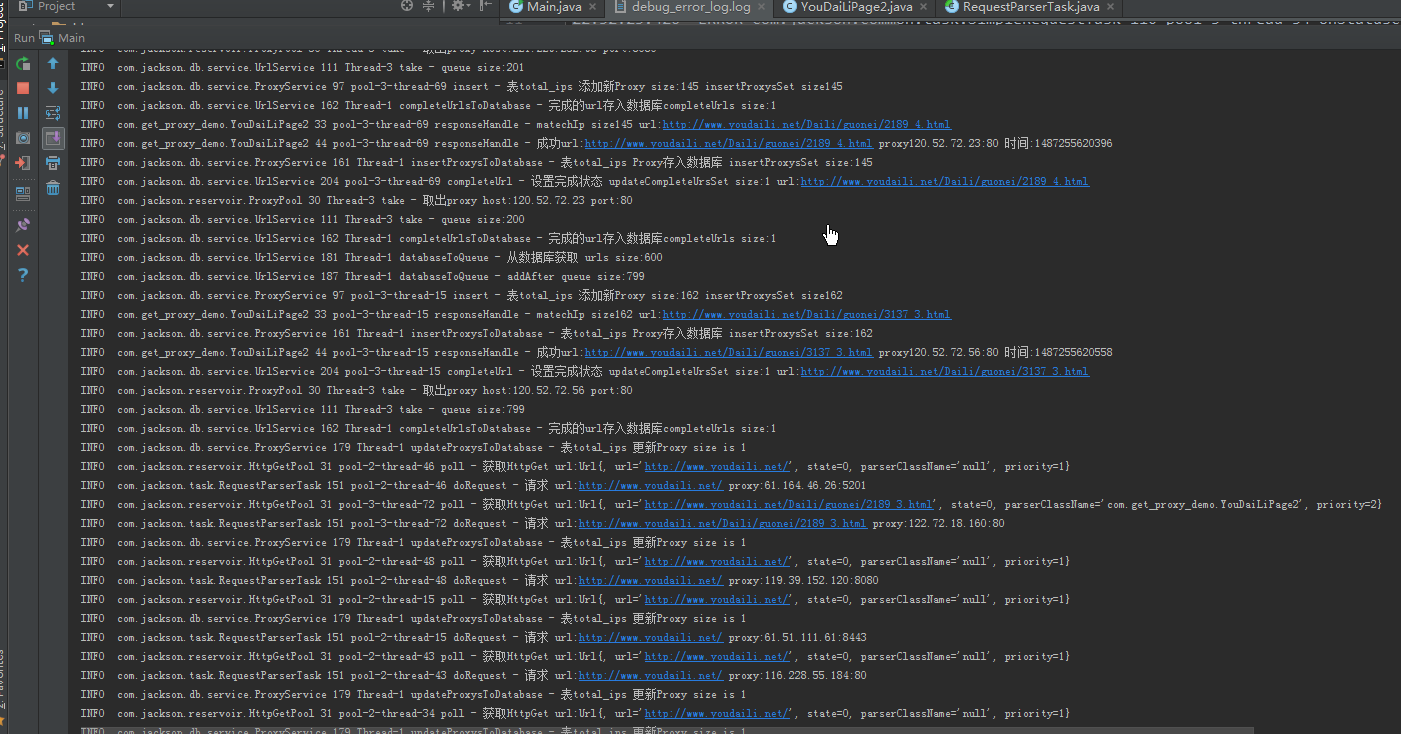 Project
Main.java
debug_error_log.log
YouDaiLiPage2.java
RequestParserTask.java
Run Main
INFO com.jackson.db.service.UrlService 111 Thread-3 take - queue size:201
INFO com.jackson.db.service.ProxyService 97 pool-3-thread-69 insert - 表total_ips 添加新Proxy size:145 insertProxysSet size145
INFO com.jackson.db.service.UrlService 162 Thread-1 completeUrlsToDatabase - 完成的url存入数据库completeUrls size:1
INFO com.get_proxy_demo.YouDaiLiPage2 33 pool-3-thread-69 responseHandle - matechIp size145 url:http://www.youdaili.net/Daili/guonei/2189_4.html
INFO com.get_proxy_demo.YouDaiLiPage2 44 pool-3-thread-69 responseHandle - 成功url:http://www.youdaili.net/Daili/guonei/2189_4.html proxy120.52.72.23:80 时间:1487255620396
INFO com.jackson.db.service.ProxyService 161 Thread-1 insertProxysToDatabase - 表total_ips Proxy存入数据库 insertProxysSet size:145
INFO com.jackson.db.service.UrlService 204 pool-3-thread-69 completeUrl - 设置完成状态 updateCompleteUrsSet size:1 url:http://www.youdaili.net/Daili/guonei/2189_4.html
INFO com.jackson.reservoir.ProxyPool 30 Thread-3 take - 取出proxy host:120.52.72.23 port:80
INFO com.jackson.db.service.UrlService 111 Thread-3 take - queue size:200
INFO com.jackson.db.service.UrlService 162 Thread-1 completeUrlsToDatabase - 完成的url存入数据库completeUrls size:1
INFO com.jackson.db.service.UrlService 181 Thread-1 databaseToQueue - 从数据库获取 urls size:600
INFO com.jackson.db.service.UrlService 187 Thread-1 databaseToQueue - addAfter queue size:799
INFO com.jackson.db.service.ProxyService 97 pool-3-thread-15 insert - 表total_ips 添加新Proxy size:162 insertProxysSet size162
INFO com.get_proxy_demo.YouDaiLiPage2 33 pool-3-thread-15 responseHandle - matechIp size162 url:http://www.youdaili.net/Daili/guonei/3137_3.html
INFO com.jackson.db.service.ProxyService 161 Thread-1 insertProxysToDatabase - 表total_ips Proxy存入数据库 insertProxysSet size:162
INFO com.get_proxy_demo.YouDaiLiPage2 44 pool-3-thread-15 responseHandle - 成功url:http://www.youdaili.net/Daili/guonei/3137_3.html proxy120.52.72.56:80 时间:1487255620558
INFO com.jackson.db.service.UrlService 204 pool-3-thread-15 completeUrl - 设置完成状态 updateCompleteUrsSet size:1 url:http://www.youdaili.net/Daili/guonei/3137_3.html
INFO com.jackson.reservoir.ProxyPool 30 Thread-3 take - 取出proxy host:120.52.72.56 port:80
INFO com.jackson.db.service.UrlService 111 Thread-3 take - queue size:799
INFO com.jackson.db.service.UrlService 162 Thread-1 completeUrlsToDatabase - 完成的url存入数据库completeUrls size:1
INFO com.jackson.db.service.ProxyService 179 Thread-1 updateProxysToDatabase - 表total_ips 更新Proxy size is 1
INFO com.jackson.reservoir.HttpGetPool 31 pool-2-thread-46 poll - 获取HttpGet url:Url{, url='http://www.youdaili.net/', state=0, parserClassName='null', priority=1}
INFO com.jackson.task.RequestParserTask 151 pool-2-thread-46 doRequest - 请求 url:http://www.youdaili.net/ proxy:61.164.46.26:5201
INFO com.jackson.reservoir.HttpGetPool 31 pool-3-thread-72 poll - 获取HttpGet url:Url{, url='http://www.youdaili.net/Daili/guonei/2189_3.html', state=0, parserClassName='com.get_proxy_demo.YouDaiLiPage2', priority=2}
INFO com.jackson.task.RequestParserTask 151 pool-3-thread-72 doRequest - 请求 url:http://www.youdaili.net/Daili/guonei/2189_3.html proxy:122.72.18.160:80
INFO com.jackson.db.service.ProxyService 179 Thread-1 updateProxysToDatabase - 表total_ips 更新Proxy size is 1
INFO com.jackson.reservoir.HttpGetPool 31 pool-2-thread-48 poll - 获取HttpGet url:Url{, url='http://www.youdaili.net/', state=0, parserClassName='null', priority=1}
INFO com.jackson.task.RequestParserTask 151 pool-2-thread-48 doRequest - 请求 url:http://www.youdaili.net/ proxy:119.39.152.120:8080
INFO com.jackson.reservoir.HttpGetPool 31 pool-2-thread-15 poll - 获取HttpGet url:Url{, url='http://www.youdaili.net/', state=0, parserClassName='null', priority=1}
INFO com.jackson.db.service.ProxyService 179 Thread-1 updateProxysToDatabase - 表total_ips 更新Proxy size is 1
INFO com.jackson.task.RequestParserTask 151 pool-2-thread-15 doRequest - 请求 url:http://www.youdaili.net/ proxy:61.51.111.61:8443
INFO com.jackson.reservoir.HttpGetPool 31 pool-2-thread-43 poll - 获取HttpGet url:Url{, url='http://www.youdaili.net/', state=0, parserClassName='null', priority=1}
INFO com.jackson.task.RequestParserTask 151 pool-2-thread-43 doRequest - 请求 url:http://www.youdaili.net/ proxy:116.228.55.184:80
INFO com.jackson.db.service.ProxyService 179 Thread-1 updateProxysToDatabase - 表total_ips 更新Proxy size is 1
INFO com.jackson.reservoir.HttpGetPool 31 pool-2-thread-34 poll - 获取HttpGet url:Url{, url='http://www.youdaili.net/', state=0, parserClassName='null', priority=1}
INFO com.jackson.db.service.ProxyService 179 Thread-1 updateProxysToDatabase - 表total_ips 更新Proxy size is 1